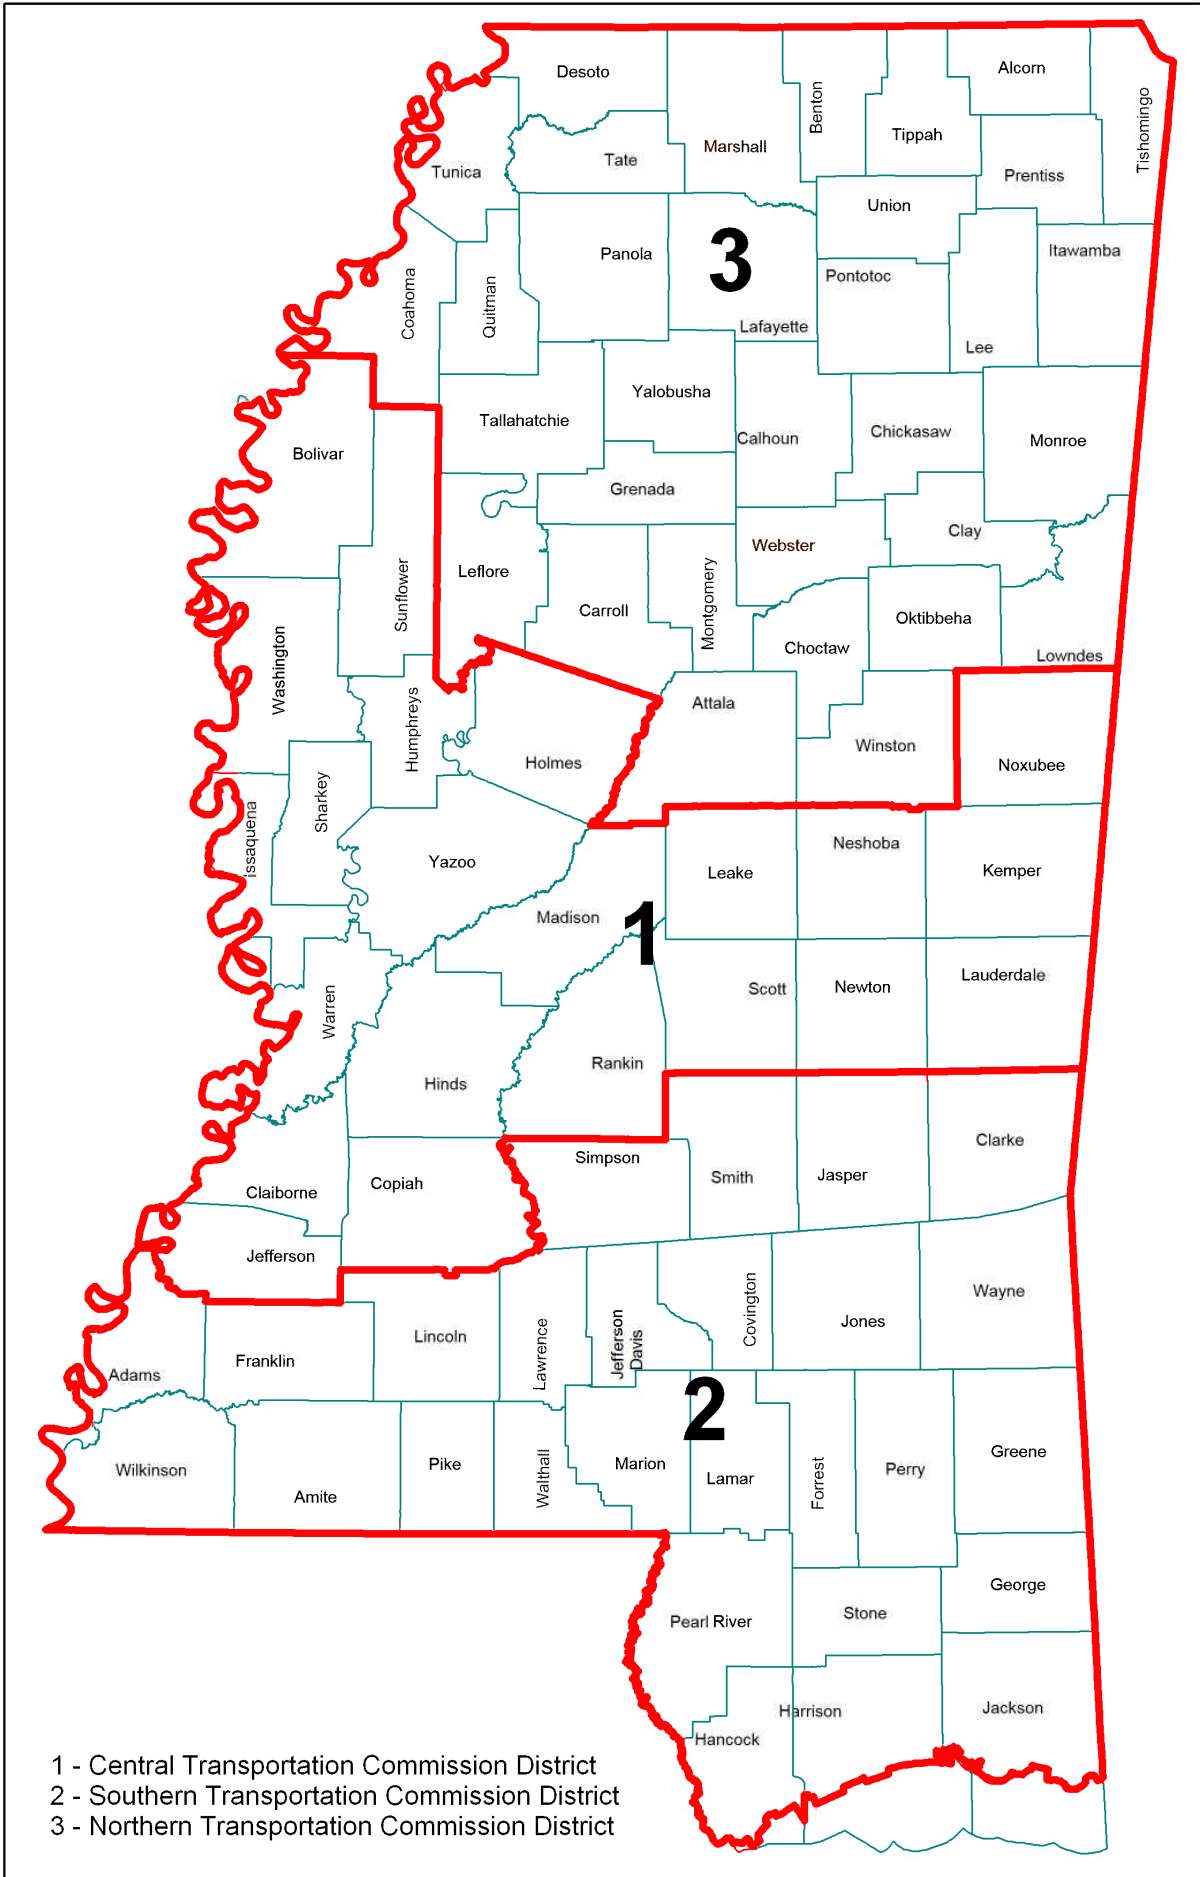 Desoto
Alcorn
Benton
Tishomingo
Tippah
Marshall
Tate
Tunica
Prentiss
Union
Itawamba
Panola
3
Pontotoc
Coahoma
Quitman
Lafayette
Lee
Yalobusha
Tallahatchie
Calhoun
Chickasaw
Monroe
Bolivar
Grenada
Clay
Webster
Leflore
Sunflower
Carroll
Montgomery
Oktibbeha
Choctaw
Lowndes
Washington
Humphreys
Attala
Winston
Holmes
Noxubee
Sharkey
issaquena
Neshoba
Yazoo
Leake
Kemper
Madison
1
Lauderdale
Scott
Newton
Warren
Rankin
Hinds
Clarke
Simpson
Smith
Jasper
Copiah
Claiborne
Jefferson
Wayne
Covington
Jones
Lincoln
Lawrence
Jefferson
Davis
Franklin
Adams
2
Greene
Wilkinson
Pike
Walthall
Marion
Lamar
Forrest
Perry
Amite
George
Stone
Pearl River
Harrison
Jackson
Hancock
1 - Central Transportation Commission District
2 - Southern Transportation Commission District
3 - Northern Transportation Commission District